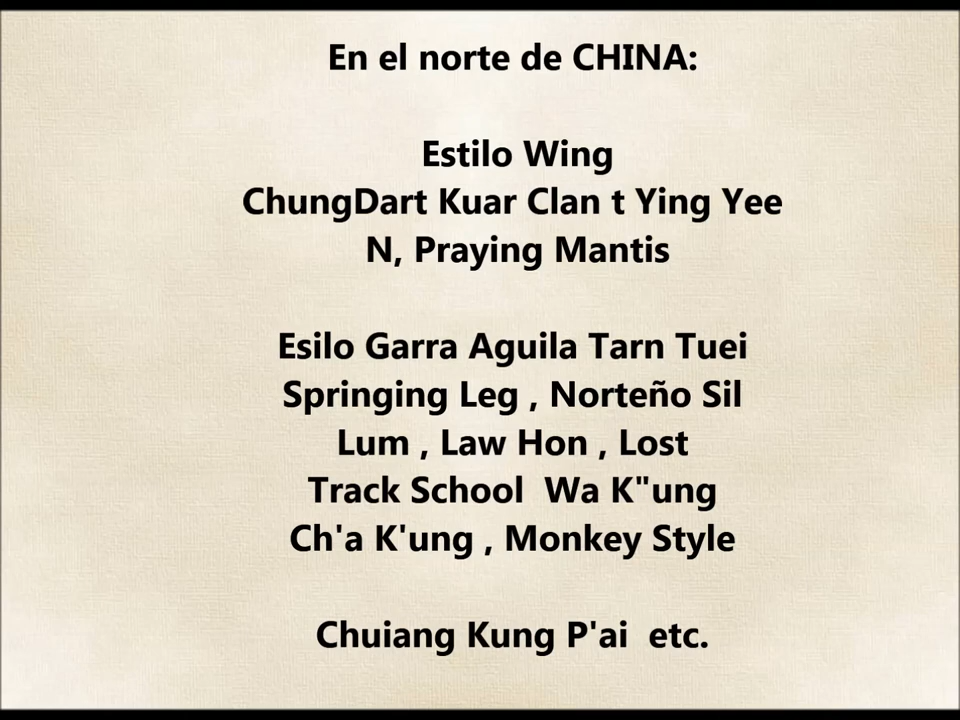 En el norte de CHINA:
Estilo Wing
ChungDart Kuar Clan t Ying Yee
N, Praying Mantis
Esilo Garra Aguila Tarn Tuei
Springing Leg , Norteño Sil
Lum , Law Hon , Lost
Track School  Wa K"ung
Ch'a K'ung , Monkey Style
Chuiang Kung P'ai  etc.